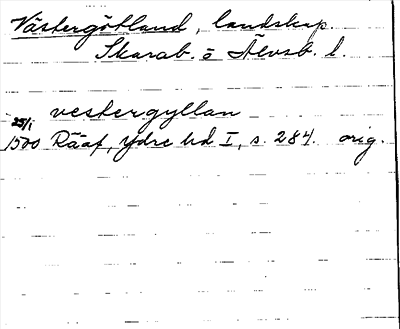 Västergötland, landskap.
Skarab. o Älvsb. l.
vestergyllan
25/1
1500 Rääf, Ydre hd I, s. 284. orig.